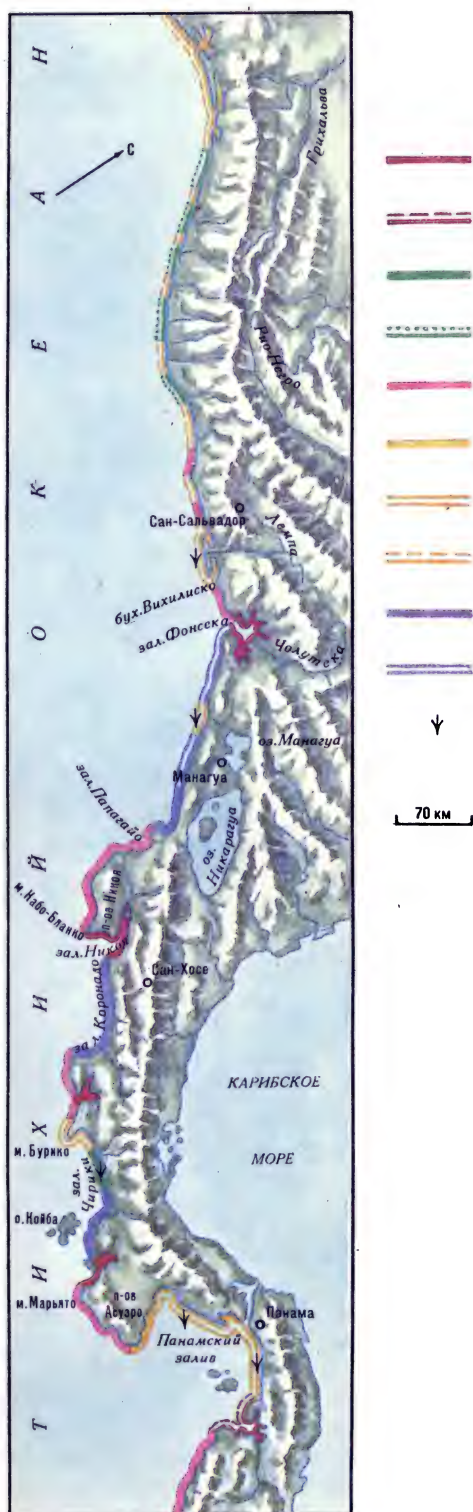 ТИХИЙ ОКЕАН
С
Грихальва
Рио-Негро
Сан-Сальвадор
Лемпа
бух. Вихилиско
зал. Фонсека
Чолутека
оз. Манагуа
Манагуа
зал. Папагайо
оз.
Никарагуа
п-ов Никоя
м. Кабо-Бланко
зал. Никоя
Сан-Хосе
зал. Коронадо
КАРИБСКОЕ
МОРЕ
м. Бурико
зал.
Чирики
о. Койба
м. Марьято
п-ов
Асуэро
Панама
Панамский
залив
70 км